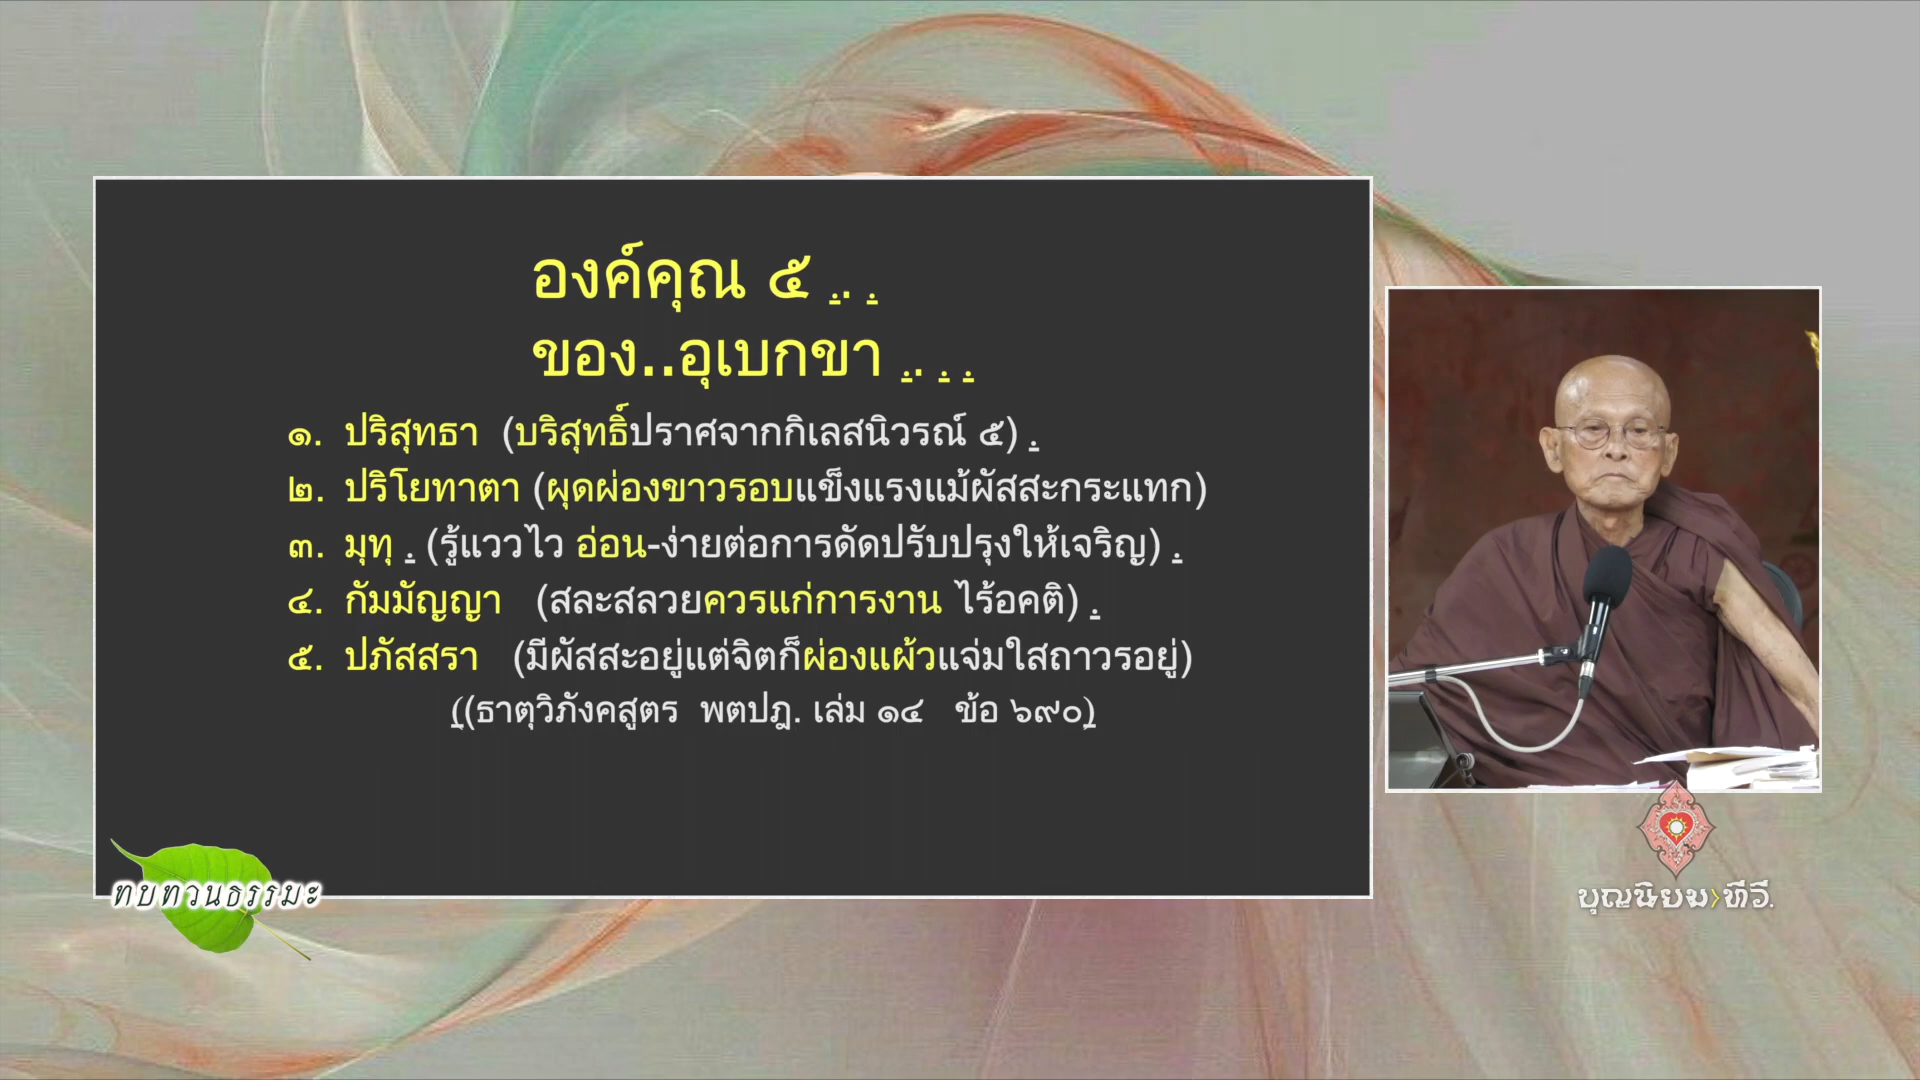 องค์คุณ ๕ .. .
ของ..อุเบกขา .. . .
๑. ปริสุทธา (บริสุทธิ์ปราศจากกิเลสนิวรณ์ ๕) .
๒. ปริโยทาตา (ผุดผ่องขาวรอบแข็งแรงแม้ผัสสะกระแทก)
๓. มุทุ . (รู้แววไว อ่อน-ง่ายต่อการดัดปรับปรุงให้เจริญ) .
๔. กัมมัญญา (สละสลวยควรแก่การงาน ไร้อคติ) .
๕. ปภัสสรา (มีผัสสะอยู่แต่จิตก็ผ่องแผ้วแจ่มใสถาวรอยู่)
((ธาตุวิภังคสูตร พตปฎ. เล่ม ๑๔ ข้อ ๖๙๐)
ทบทวนธรรมะ
บุญนิยม>ทีวี.